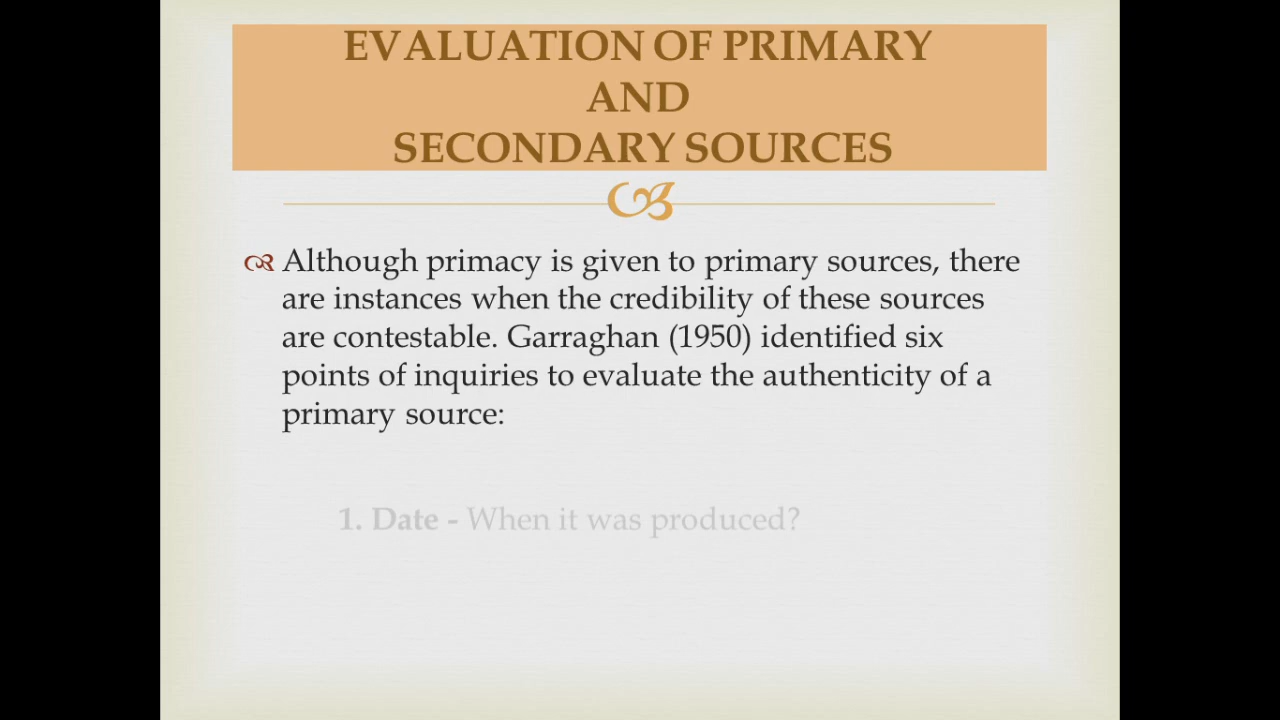 EVALUATION OF PRIMARY
AND
SECONDARY SOURCES
Although primacy is given to primary sources, there
are instances when the credibility of these sources
are contestable. Garraghan (1950) identified six
points of inquiries to evaluate the authenticity of a
primary source:
1. Date - When it was produced?